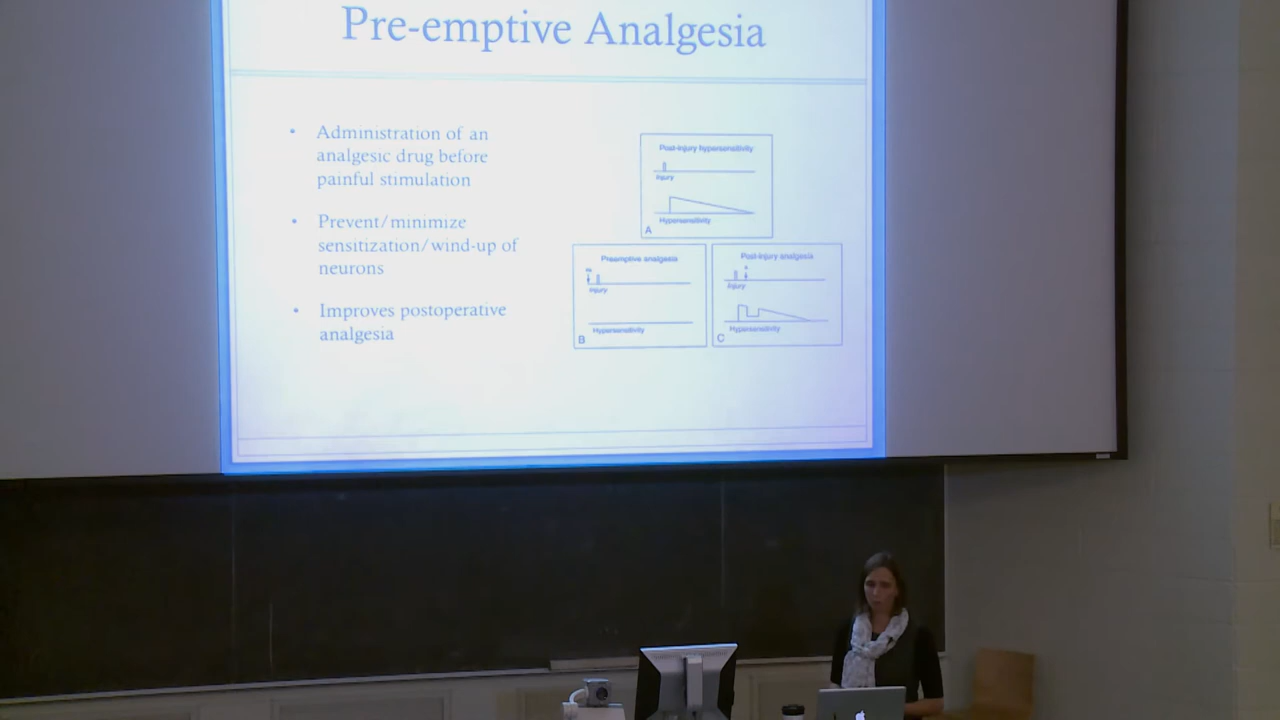 Pre-emptive Analgesia
• Administration of an
analgesic drug before
painful stimulation
• Prevent/minimize
sensitization/wind-up of
neurons
• Improves postoperative
analgesia
Post-injury hypersensitivity
Injury
Hypersensitivity
A
Preemptive analgesia
Injury
Hypersensitivity
B
Post-injury analgesia
Injury
Hypersensitivity
C